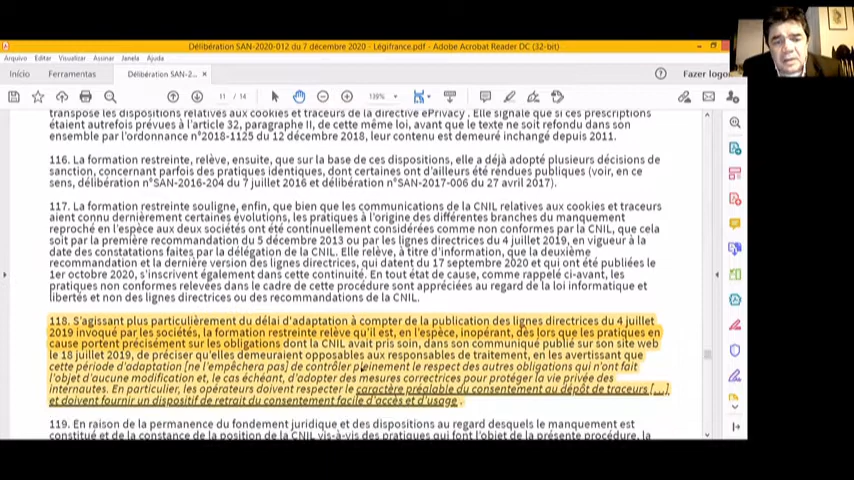 Délibération SAN-2020-012 du 7 décembre 2020 - Légifrance.pdf - Adobe Acrobat Reader DC (32-bit)
Arquivo Editar Visualizar Assinar Janela Ajuda
Início Ferramentas Délibération SAN-2... × Fazer logon
11 / 14 139%
transpose les dispositions relatives aux cookies et traceurs de la directive ePrivacy . Elle signale que si ces prescriptions
étaient autrefois prévues à l'article 32, paragraphe II, de cette même loi, avant que le texte ne soit refondu dans son
ensemble par l'ordonnance n°2018-1125 du 12 décembre 2018, leur contenu est demeuré inchangé depuis 2011.
116. La formation restreinte, relève, ensuite, que sur la base de ces dispositions, elle a déjà adopté plusieurs décisions de
sanction, concernant parfois des pratiques identiques, dont certaines ont d'ailleurs été rendues publiques (voir, en ce
sens, délibération n°SAN-2016-204 du 7 juillet 2016 et délibération n°SAN-2017-006 du 27 avril 2017).
117. La formation restreinte souligne, enfin, que bien que les communications de la CNIL relatives aux cookies et traceurs
aient connu dernièrement certaines évolutions, les pratiques à l'origine des différentes branches du manquement
reproché en l'espèce aux deux sociétés ont été continuellement considérées comme non conformes par la CNIL, que cela
soit par la première recommandation du 5 décembre 2013 ou par les lignes directrices du 4 juillet 2019, en vigueur à la
date des constatations faites par la délégation de la CNIL. Elle relève, à titre d'information, que la deuxième
recommandation et la dernière version des lignes directrices, qui datent du 17 septembre 2020 et qui ont été publiées le
1er octobre 2020, s'inscrivent également dans cette continuité. En tout état de cause, comme rappelé ci-avant, les
pratiques non conformes relevées dans le cadre de cette procédure sont appréciées au regard de la loi informatique et
libertés et non des lignes directrices ou des recommandations de la CNIL.
118. S'agissant plus particulièrement du délai d'adaptation à compter de la publication des lignes directrices du 4 juillet
2019 invoqué par les sociétés, la formation restreinte relève qu'il est, en l'espèce, inopérant, dès lors que les pratiques en
cause portent précisément sur les obligations dont la CNIL avait pris soin, dans son communiqué publié sur son site web
le 18 juillet 2019, de préciser qu'elles demeuraient opposables aux responsables de traitement, en les avertissant que
cette période d'adaptation [ne l'empêchera pas] de contrôler pleinement le respect des autres obligations qui n'ont fait
l'objet d'aucune modification et, le cas échéant, d'adopter des mesures correctrices pour protéger la vie privée des
internautes. En particulier, les opérateurs doivent respecter le caractère préalable du consentement au dépôt de traceurs [...]
et doivent fournir un dispositif de retrait du consentement facile d'accès et d'usage .
119. En raison de la permanence du fondement juridique et des dispositions au regard desquels le manquement est
constitué et de la constance de la position de la CNIL vis-à-vis des pratiques qui font l'objet de la présente procédure, la